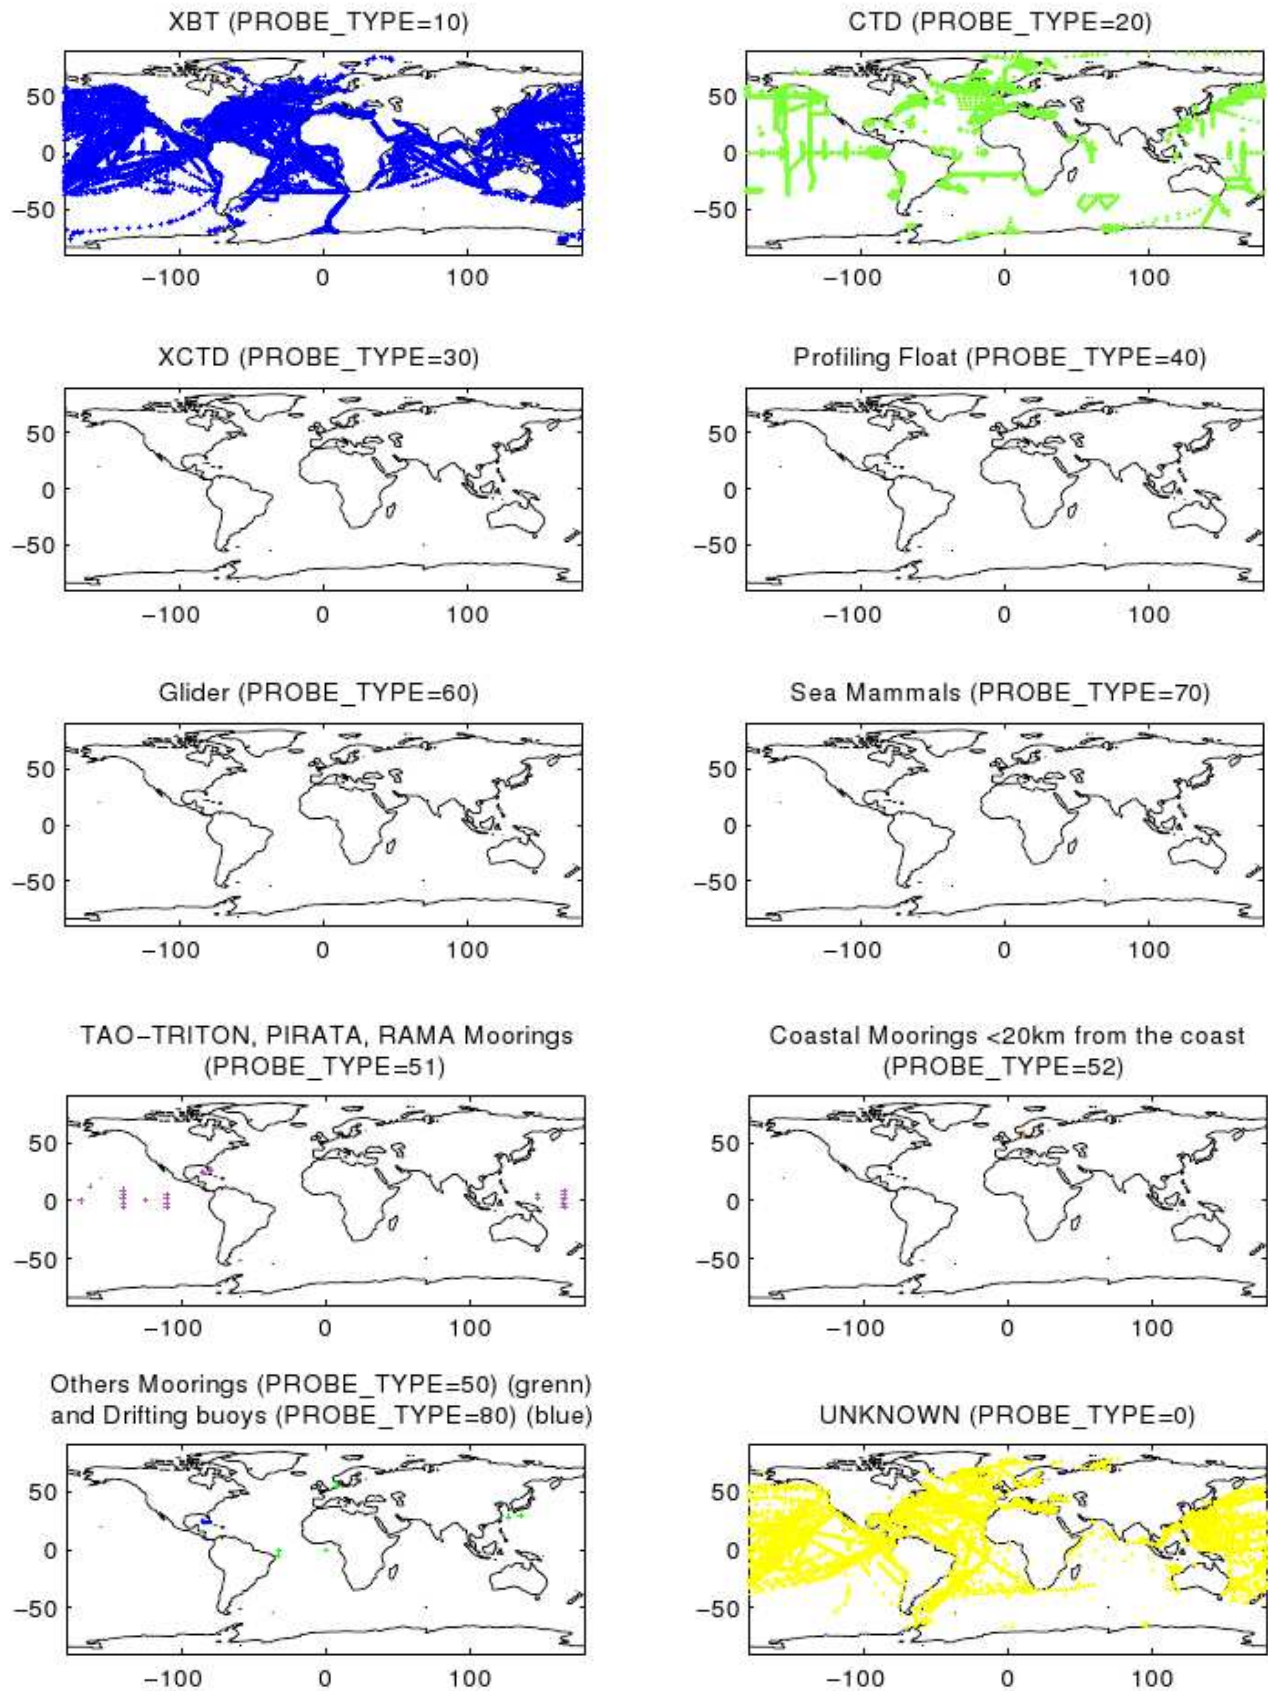 XBT (PROBE_TYPE=10)
50
0
−50
−100 0 100
CTD (PROBE_TYPE=20)
50
0
−50
−100 0 100
XCTD (PROBE_TYPE=30)
50
0
−50
−100 0 100
Profiling Float (PROBE_TYPE=40)
50
0
−50
−100 0 100
Glider (PROBE_TYPE=60)
50
0
−50
−100 0 100
Sea Mammals (PROBE_TYPE=70)
50
0
−50
−100 0 100
TAO−TRITON, PIRATA, RAMA Moorings
(PROBE_TYPE=51)
50
0
−50
−100 0 100
Coastal Moorings <20km from the coast
(PROBE_TYPE=52)
50
0
−50
−100 0 100
Others Moorings (PROBE_TYPE=50) (grenn)
and Drifting buoys (PROBE_TYPE=80) (blue)
50
0
−50
−100 0 100
UNKNOWN (PROBE_TYPE=0)
50
0
−50
−100 0 100